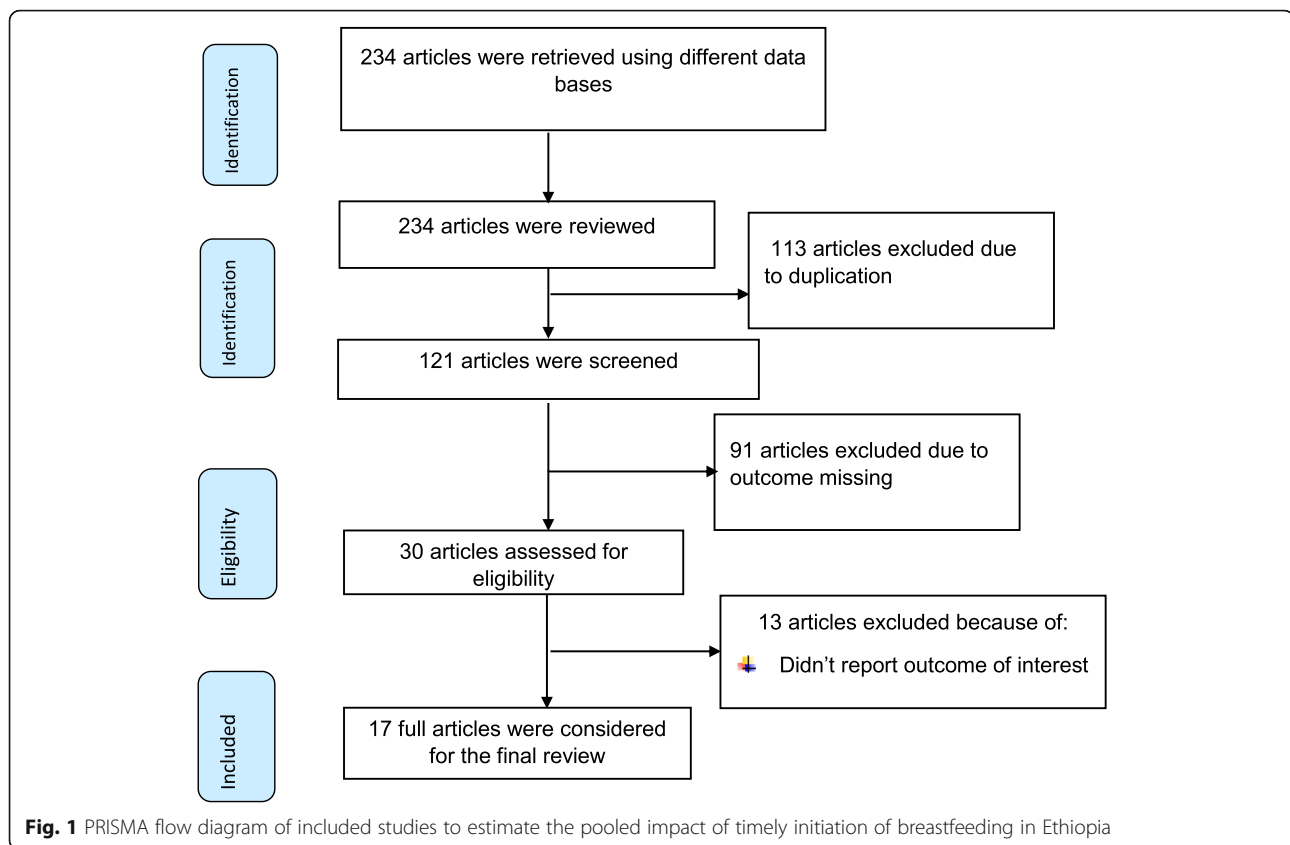 234 articles were retrieved using different data
bases
Identification
234 articles were reviewed
113 articles excluded due
to duplication
Identification
121 articles were screened
91 articles excluded due to
outcome missing
Eligibility
30 articles assessed for
eligibility
13 articles excluded because of:
Didn’t report outcome of interest
Included
17 full articles were considered
for the final review
Fig. 1 PRISMA flow diagram of included studies to estimate the pooled impact of timely initiation of breastfeeding in Ethiopia